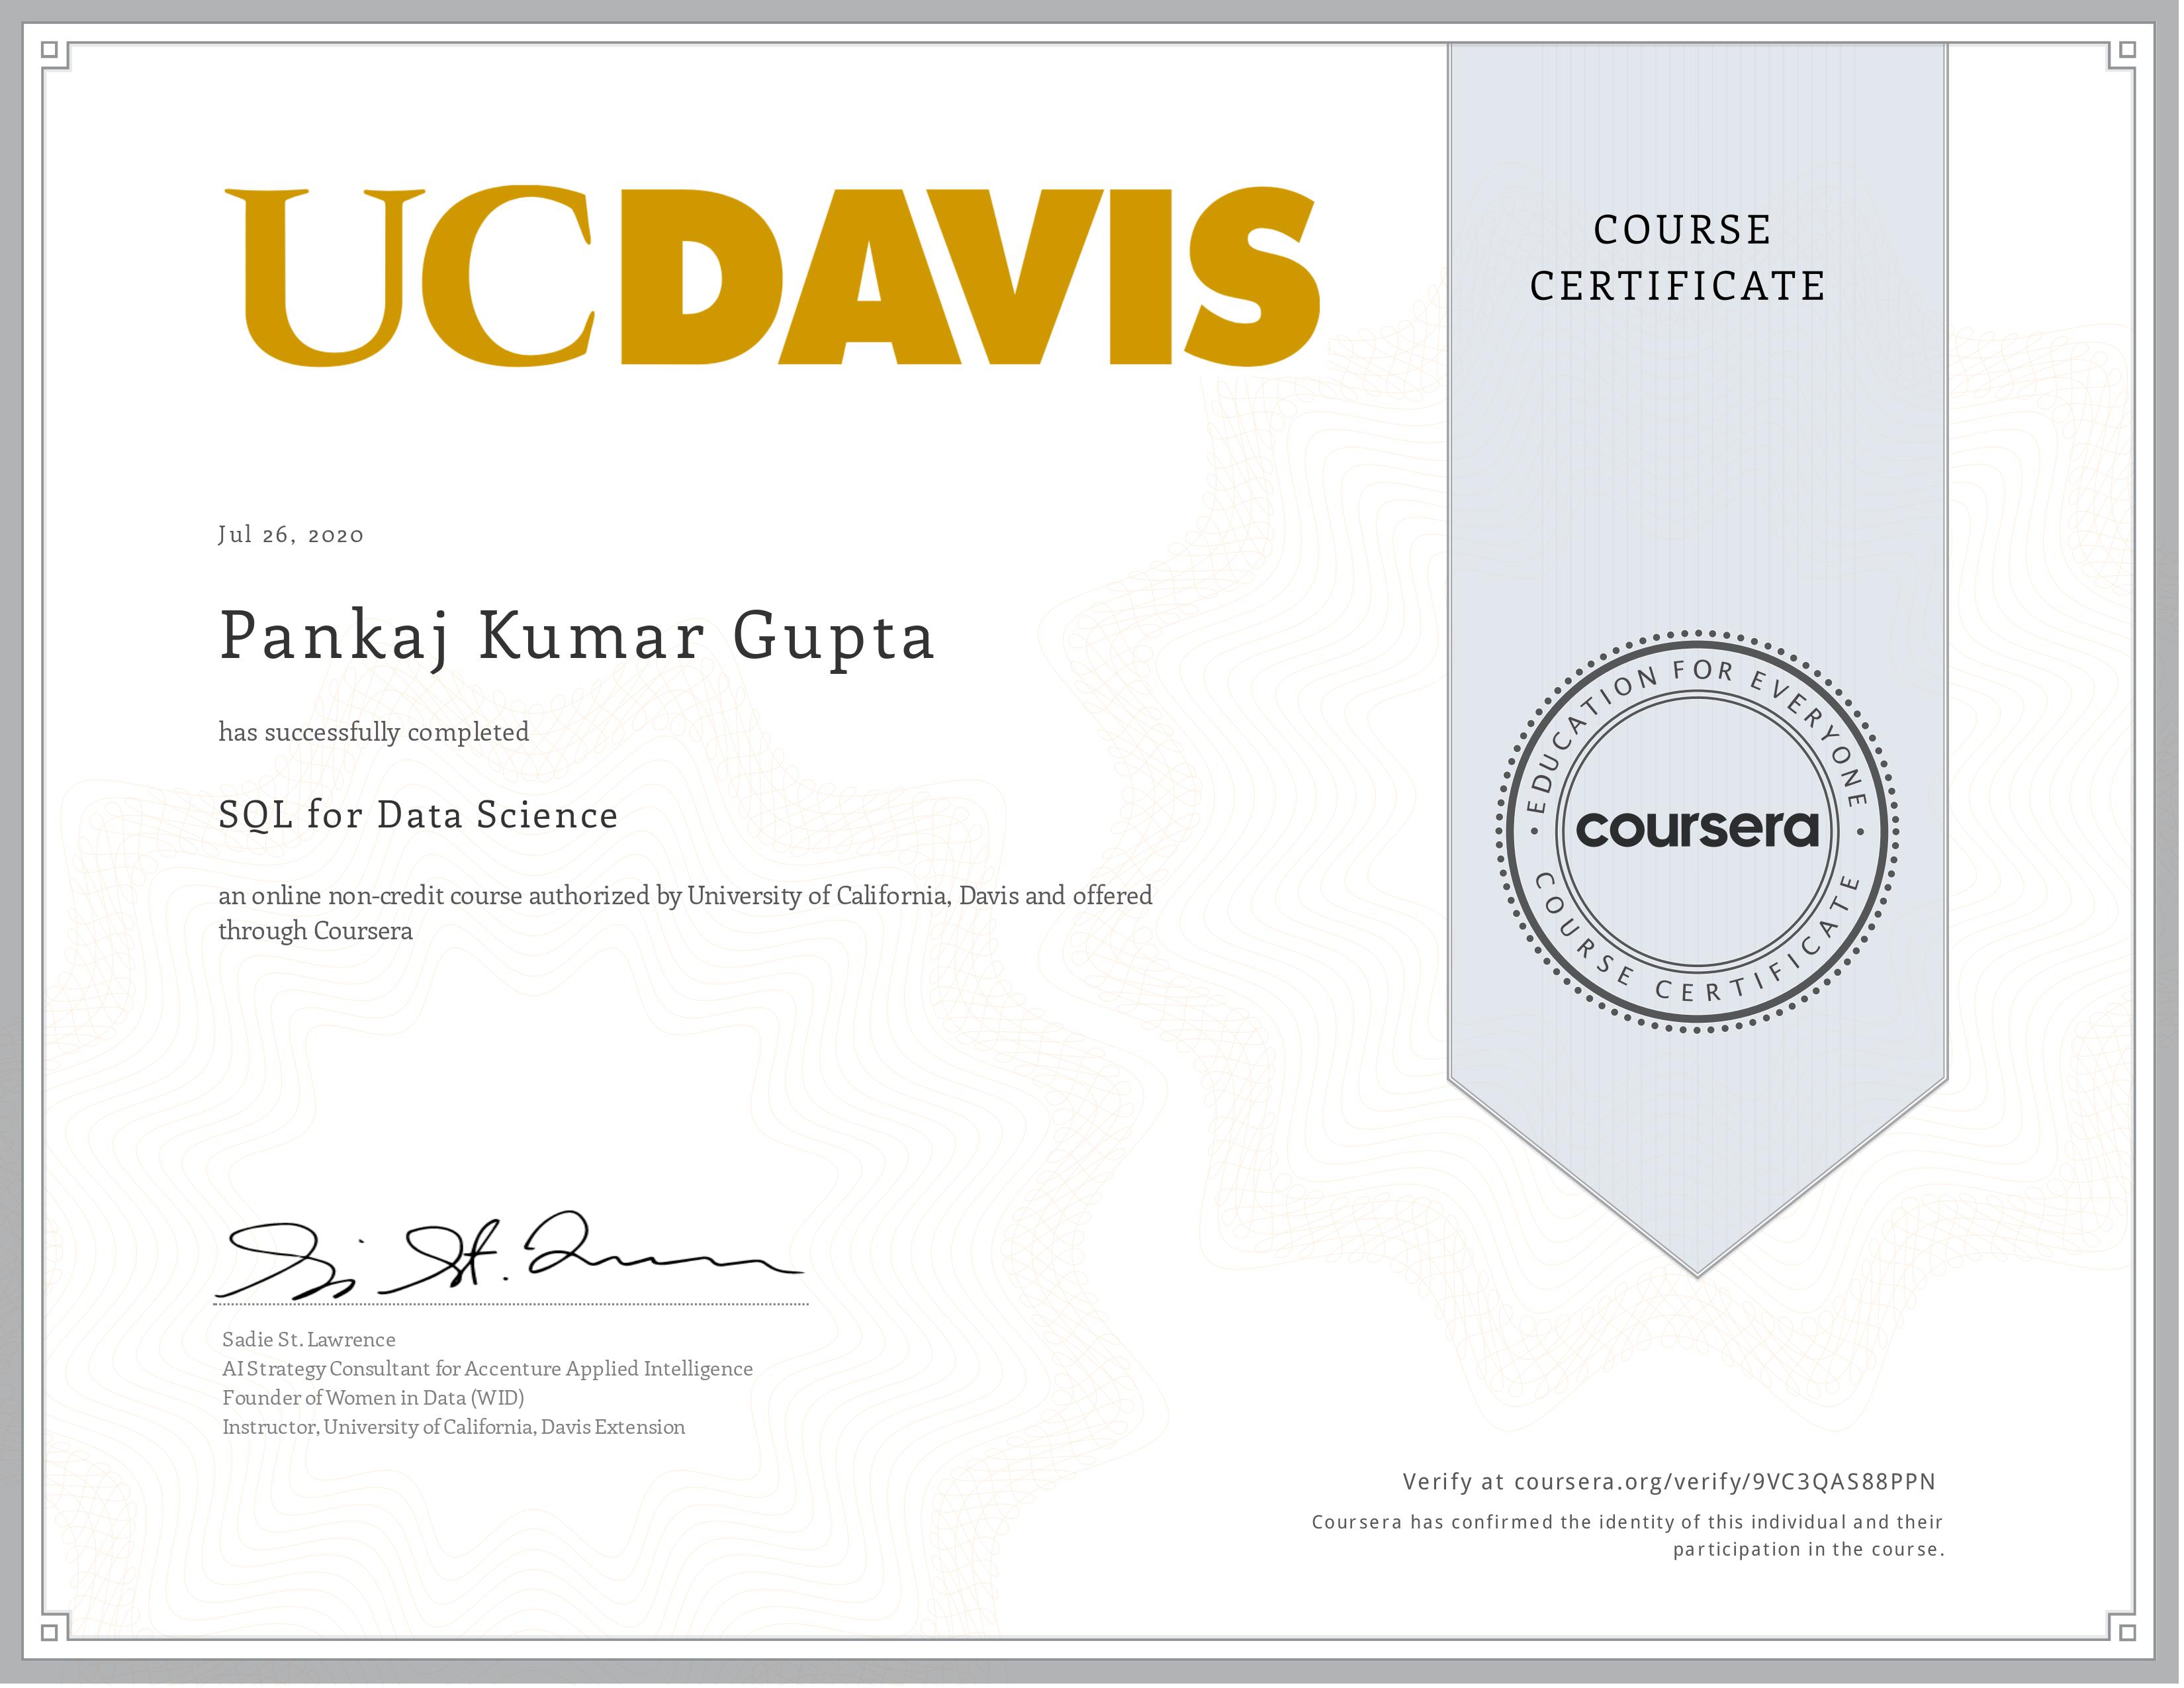 UCDAVIS
COURSE
CERTIFICATE
Jul 26, 2020
Pankaj Kumar Gupta
has successfully completed
SQL for Data Science
an online non-credit course authorized by University of California, Davis and offered
through Coursera
EDUCATION FOR EVERYONE
coursera
COURSE CERTIFICATE
Sadie St. Lawrence
AI Strategy Consultant for Accenture Applied Intelligence
Founder of Women in Data (WID)
Instructor, University of California, Davis Extension
Verify at coursera.org/verify/9VC3QAS88PPN
Coursera has confirmed the identity of this individual and their
participation in the course.